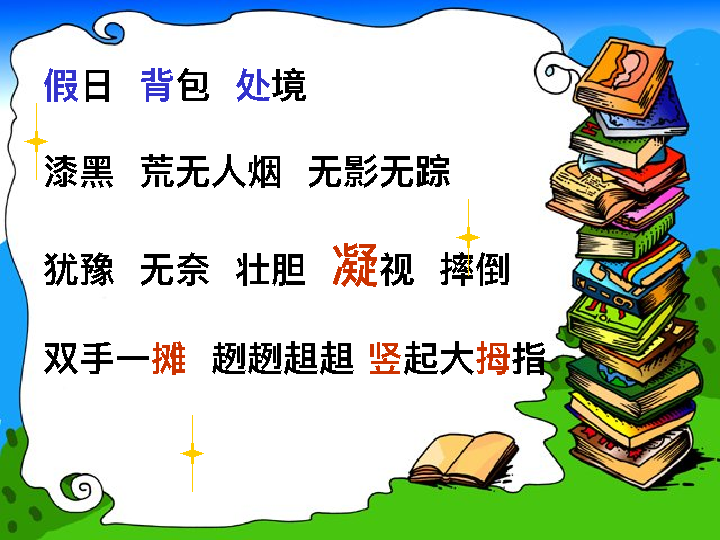 假日 背包 处境
漆黑 荒无人烟 无影无踪
犹豫 无奈 壮胆 凝视 摔倒
双手一摊 趔趔趄趄 竖起大拇指